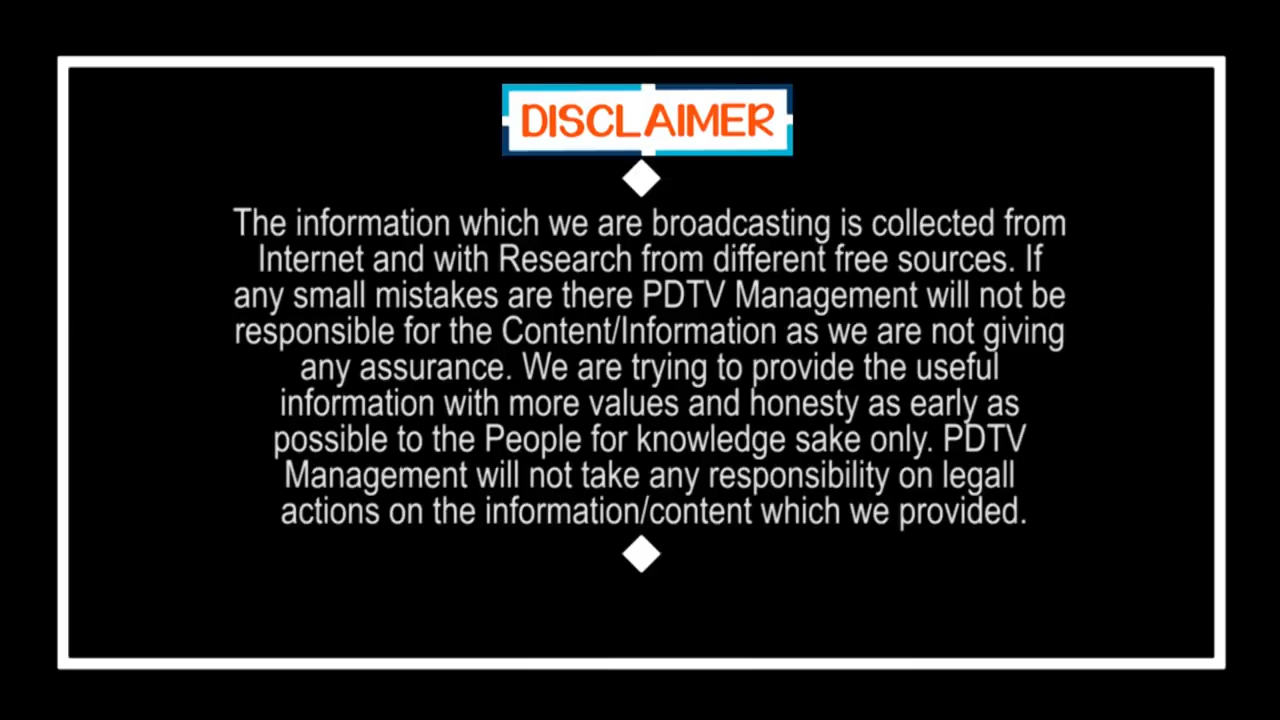 DISCLAIMER
The information which we are broadcasting is collected from
Internet and with Research from different free sources. If
any small mistakes are there PDTV Management will not be
responsible for the Content/Information as we are not giving
any assurance. We are trying to provide the useful
information with more values and honesty as early as
possible to the People for knowledge sake only. PDTV
Management will not take any responsibility on legall
actions on the information/content which we provided.